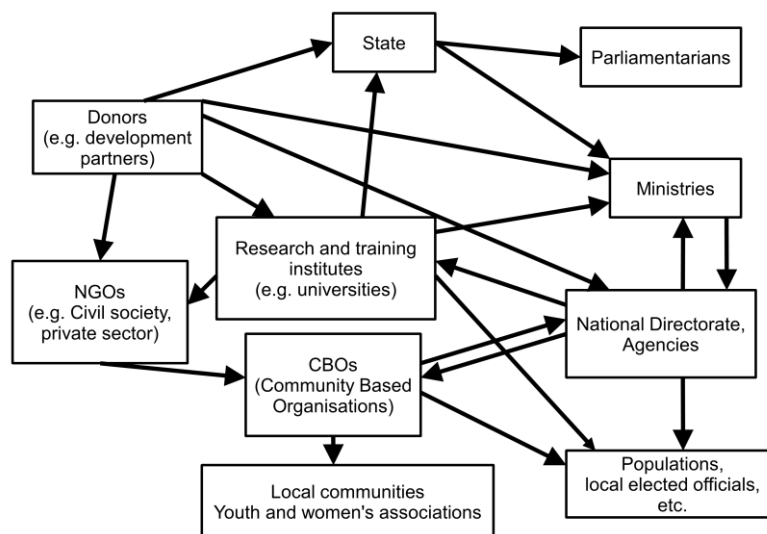 State
Parliamentarians
Donors
(e.g. development
partners)
Ministries
Research and training
institutes
(e.g. universities)
NGOs
(e.g. Civil society,
private sector)
National Directorate,
Agencies
CBOs
(Community Based
Organisations)
Populations,
local elected officials,
etc.
Local communities
Youth and women's associations